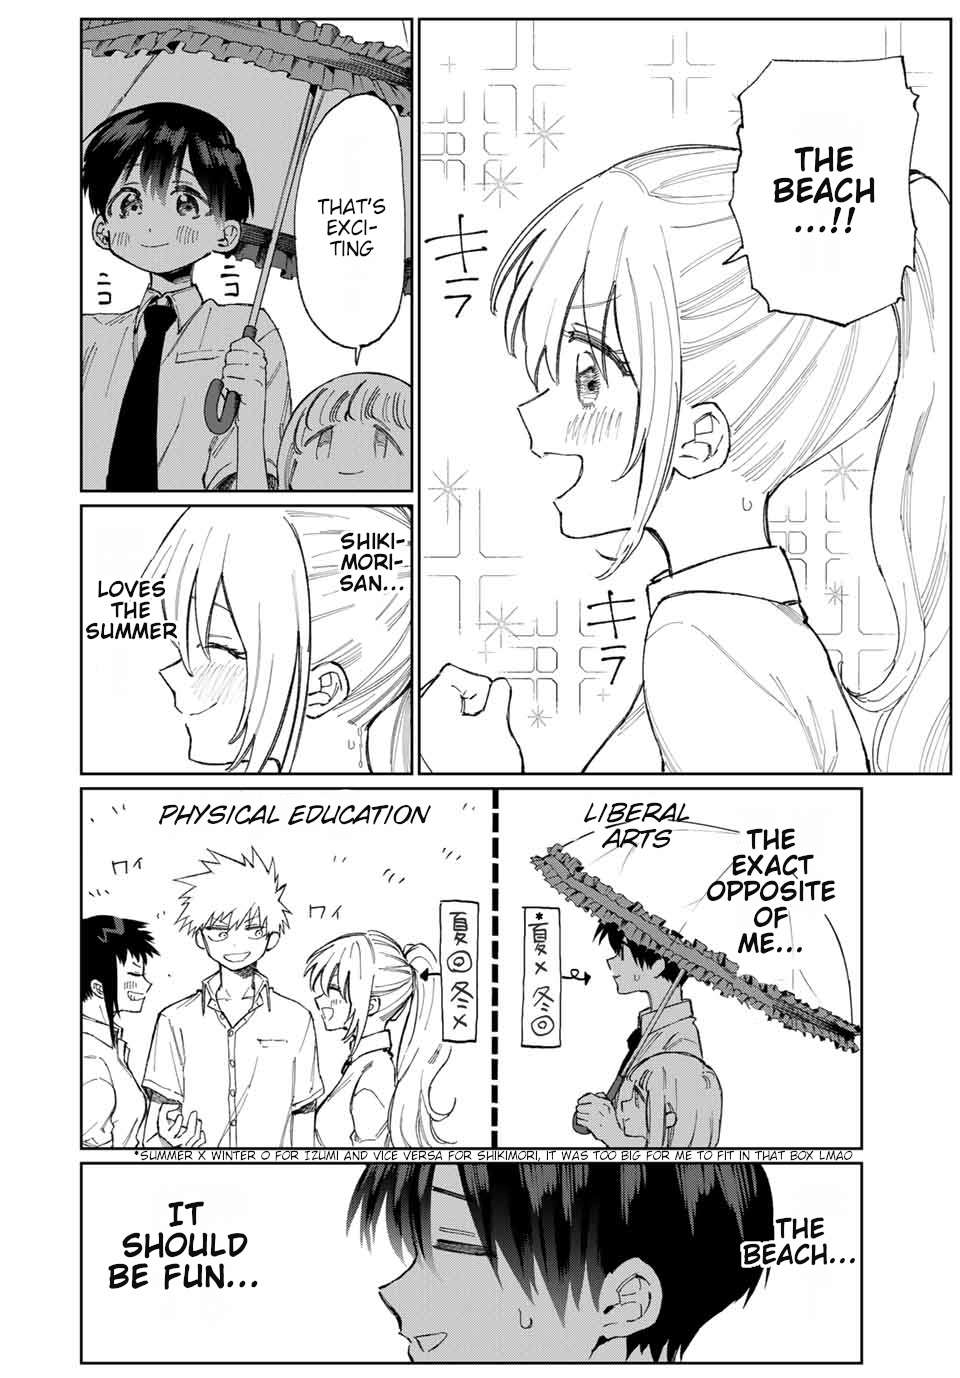 THE
BEACH
...!!
キラ
キラ
THAT'S
EXCI-
TING
ニコ
ニコ
SHIKI-
MORI-
SAN...
LOVES
THE
SUMMER
LIBERAL
ARTS
THE
EXACT
OPPOSITE
OF
ME...
*夏×冬◎
PHYSICAL EDUCATION
ワイ
ワイ
夏◎冬×
*SUMMER X WINTER O FOR IZUMI AND VICE VERSA FOR SHIKIMORI, IT WAS TOO BIG FOR ME TO FIT IN THAT BOX LMAO
THE
BEACH...
IT
SHOULD
BE FUN...